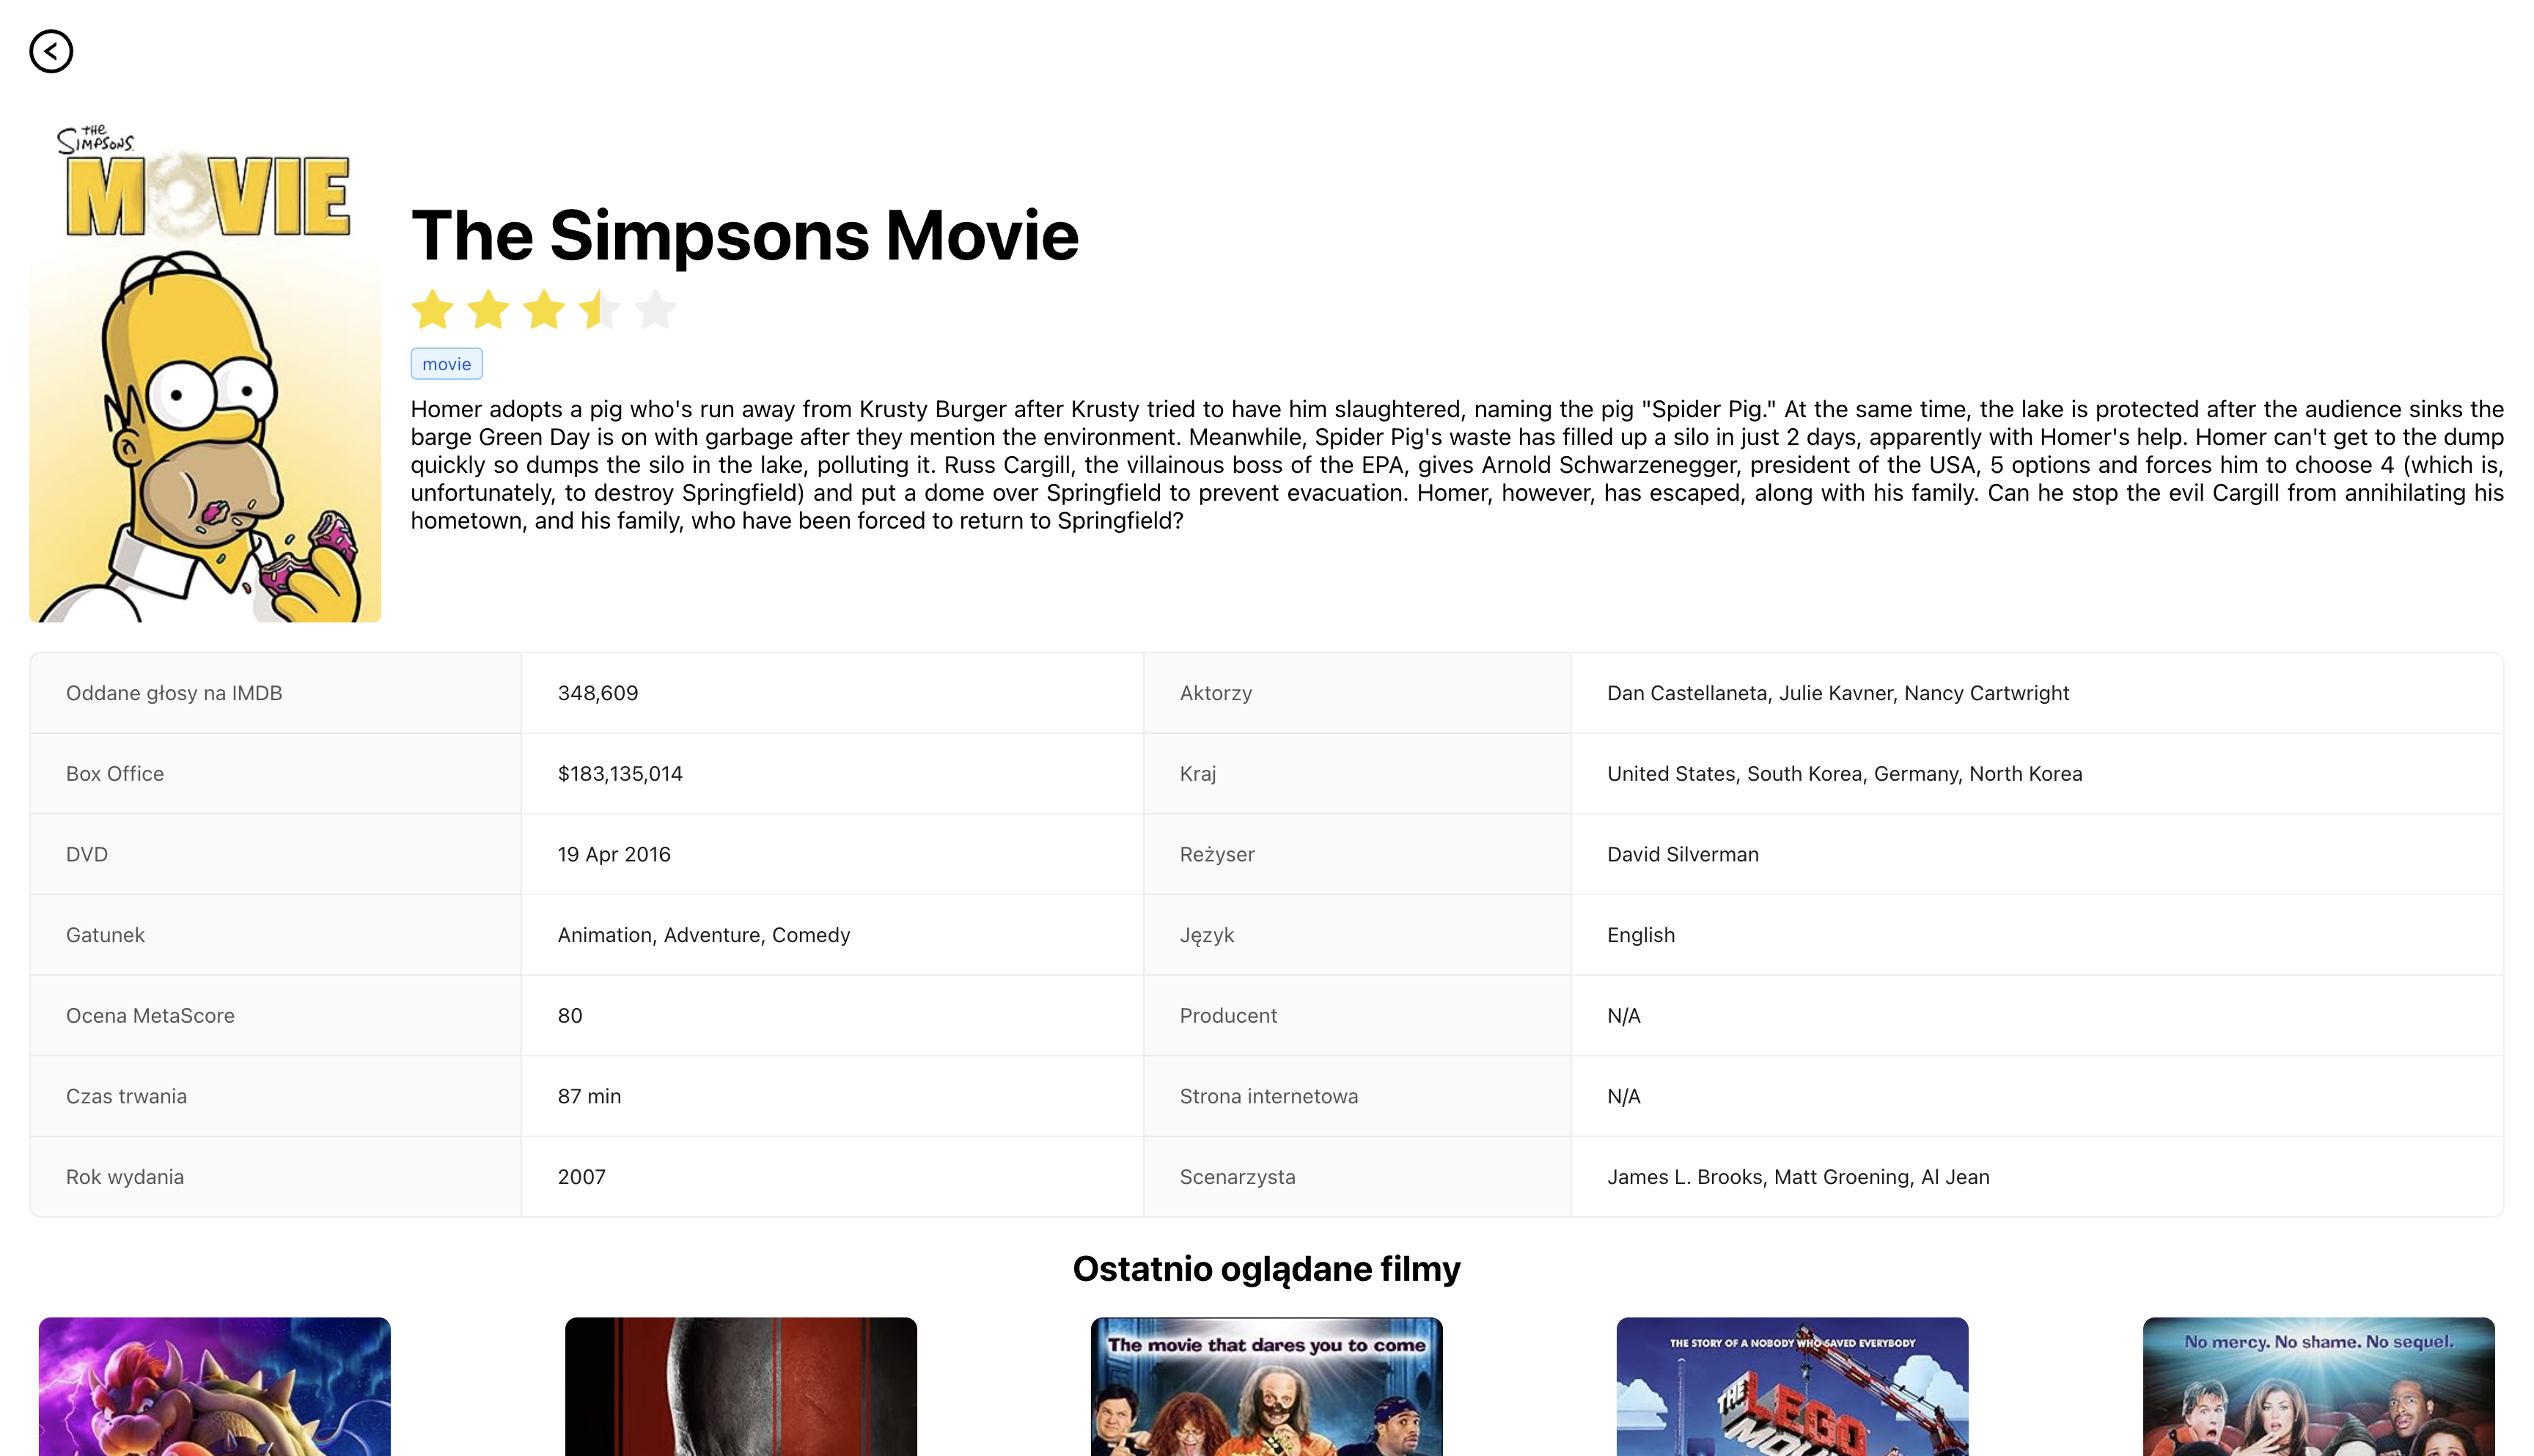 THE
SIMPSONS
MOVIE
The Simpsons Movie
movie
Homer adopts a pig who's run away from Krusty Burger after Krusty tried to have him slaughtered, naming the pig "Spider Pig." At the same time, the lake is protected after the audience sinks the
barge Green Day is on with garbage after they mention the environment. Meanwhile, Spider Pig's waste has filled up a silo in just 2 days, apparently with Homer's help. Homer can't get to the dump
quickly so dumps the silo in the lake, polluting it. Russ Cargill, the villainous boss of the EPA, gives Arnold Schwarzenegger, president of the USA, 5 options and forces him to choose 4 (which is,
unfortunately, to destroy Springfield) and put a dome over Springfield to prevent evacuation. Homer, however, has escaped, along with his family. Can he stop the evil Cargill from annihilating his
hometown, and his family, who have been forced to return to Springfield?
Oddane głosy na IMDB 348,609 Aktorzy Dan Castellaneta, Julie Kavner, Nancy Cartwright
Box Office $183,135,014 Kraj United States, South Korea, Germany, North Korea
DVD 19 Apr 2016 Reżyser David Silverman
Gatunek Animation, Adventure, Comedy Język English
Ocena MetaScore 80 Producent N/A
Czas trwania 87 min Strona internetowa N/A
Rok wydania 2007 Scenarzysta James L. Brooks, Matt Groening, Al Jean
Ostatnio oglądane filmy
The movie that dares you to come
THE STORY OF A NOBODY WHO SAVED EVERYBODY
THE
LEGO
MOVIE
No mercy. No shame. No sequel.